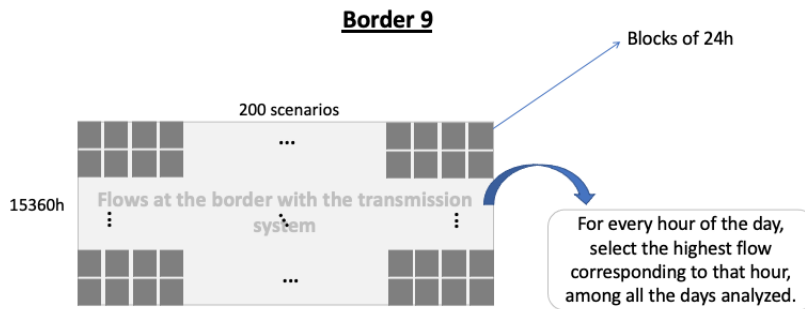 Border 9
Blocks of 24h
200 scenarios
...
15360h
Flows at the border with the transmission
system
For every hour of the day,
select the highest flow
corresponding to that hour,
among all the days analyzed.
...